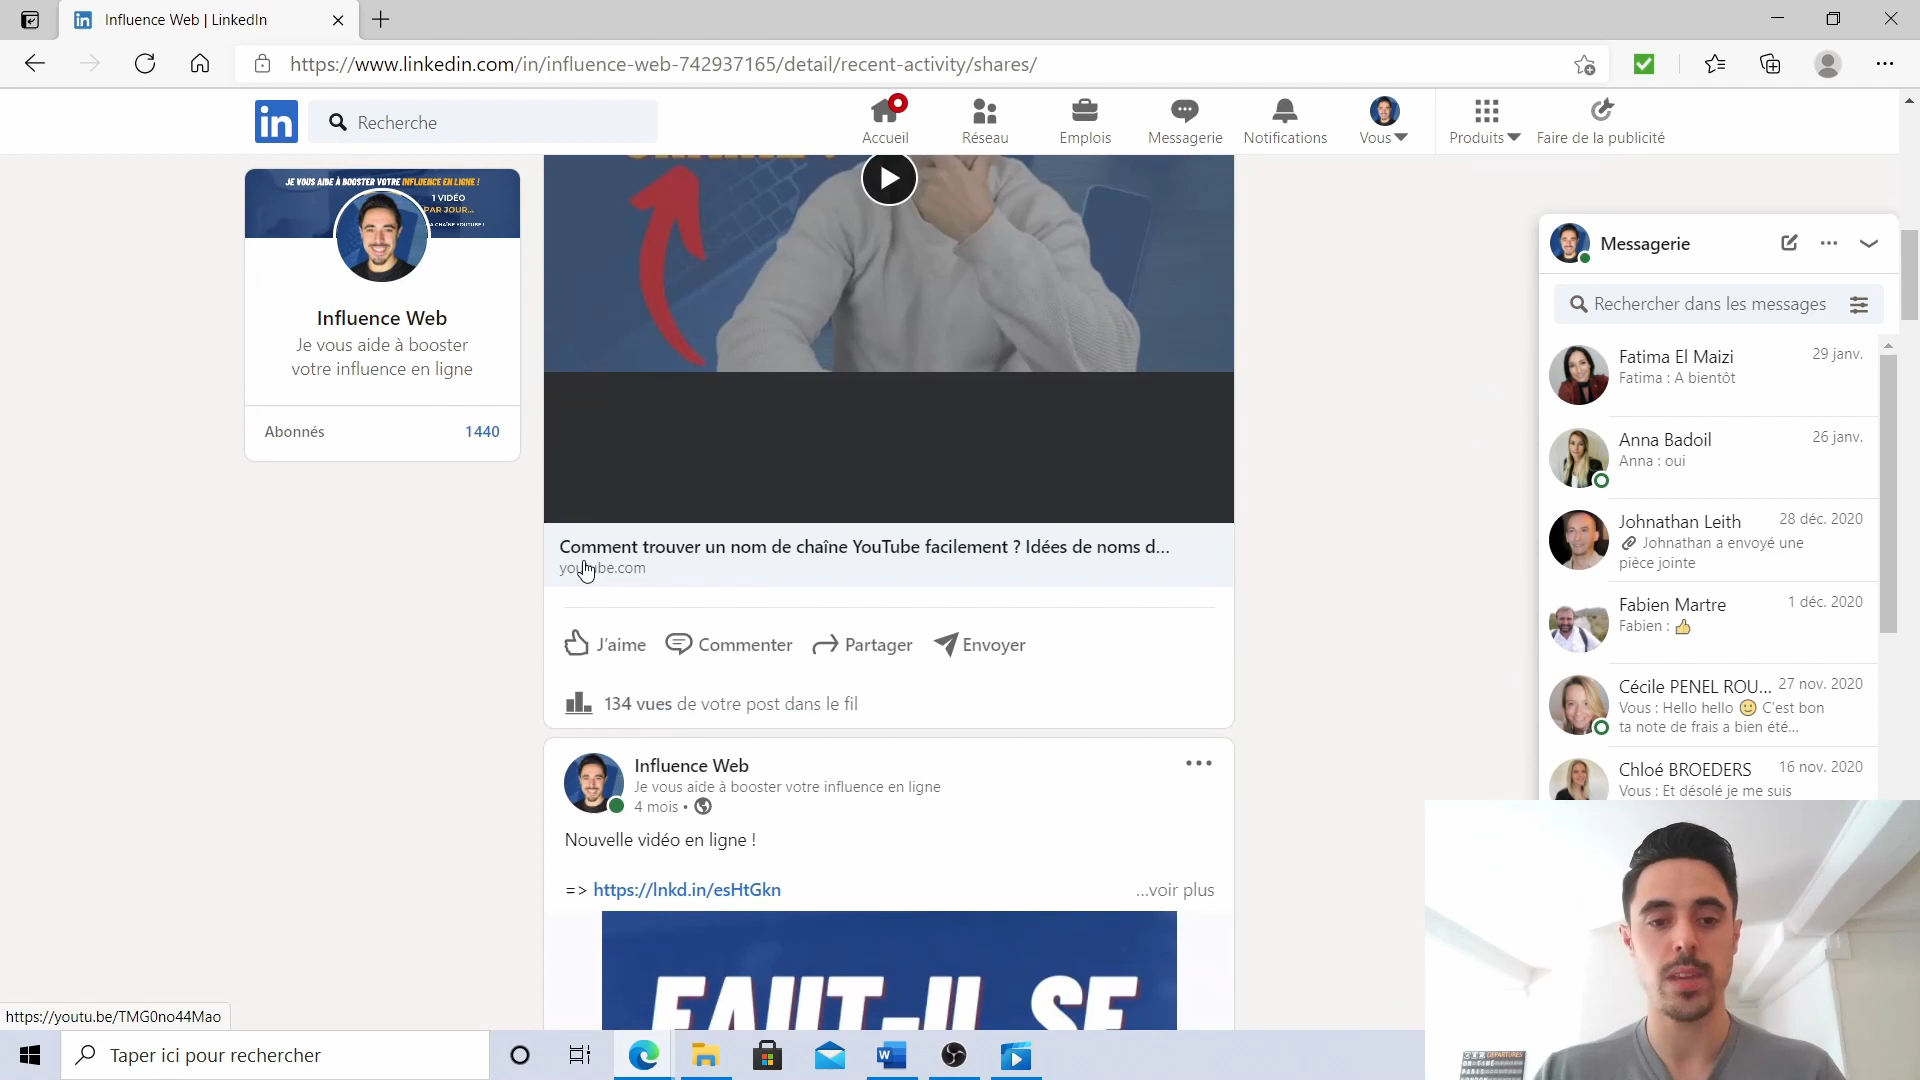 Influence Web | LinkedIn
https://www.linkedin.com/in/influence-web-742937165/detail/recent-activity/shares/
Recherche
Accueil
Réseau
Emplois
Messagerie
Notifications
Vous
Produits
Faire de la publicité
JE VOUS AIDE À BOOSTER VOTRE INFLUENCE EN LIGNE !
1 VIDÉO
PAR JOUR...
Influence Web
Je vous aide à booster
votre influence en ligne
Abonnés 1440
Comment trouver un nom de chaîne YouTube facilement ? Idées de noms d...
youtube.com
J'aime
Commenter
Partager
Envoyer
134 vues de votre post dans le fil
Influence Web
Je vous aide à booster votre influence en ligne
4 mois •
Nouvelle vidéo en ligne !
=> https://lnkd.in/esHtGkn
...voir plus
FAUT-IL SE
Messagerie
Rechercher dans les messages
Fatima El Maizi 29 janv.
Fatima : A bientôt
Anna Badoil 26 janv.
Anna : oui
Johnathan Leith 28 déc. 2020
Johnathan a envoyé une
pièce jointe
Fabien Martre 1 déc. 2020
Fabien : 👍
Cécile PENEL ROU... 27 nov. 2020
Vous : Hello hello 🙂 C'est bon
ta note de frais a bien été...
Chloé BROEDERS 16 nov. 2020
Vous : Et désolé je me suis
https://youtu.be/TMG0no44Mao
Taper ici pour rechercher
DEPARTURES